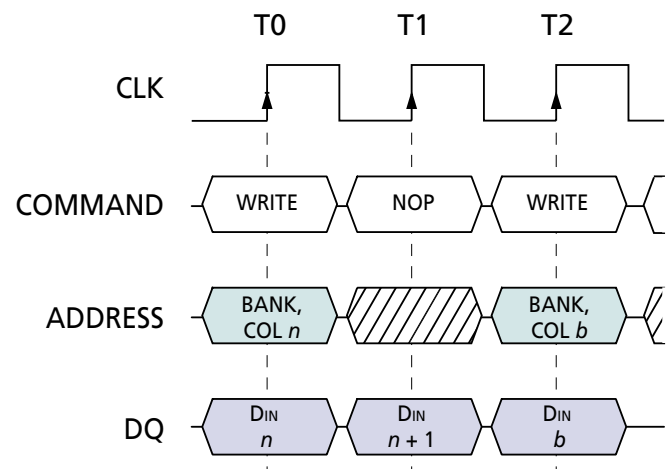 T0 T1 T2
CLK
COMMAND WRITE NOP WRITE
ADDRESS BANK, COL n BANK, COL b
DQ DIN n DIN n + 1 DIN b